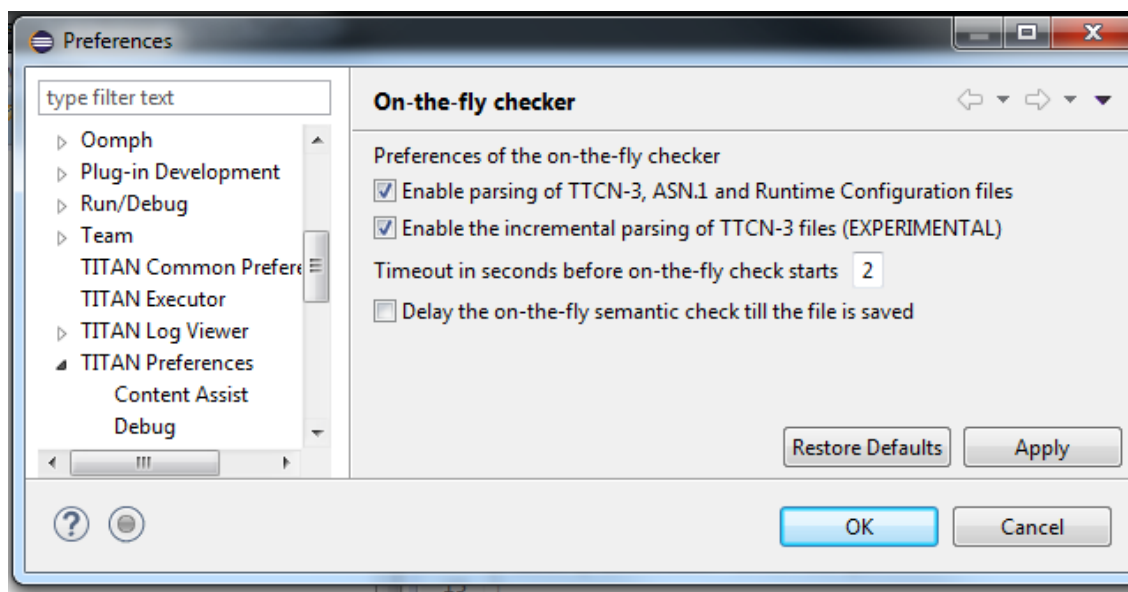 Preferences
type filter text
Oomph
Plug-in Development
Run/Debug
Team
TITAN Common Prefere
TITAN Executor
TITAN Log Viewer
TITAN Preferences
Content Assist
Debug
On-the-fly checker
Preferences of the on-the-fly checker
Enable parsing of TTCN-3, ASN.1 and Runtime Configuration files
Enable the incremental parsing of TTCN-3 files (EXPERIMENTAL)
Timeout in seconds before on-the-fly check starts 2
Delay the on-the-fly semantic check till the file is saved
Restore Defaults Apply
OK Cancel